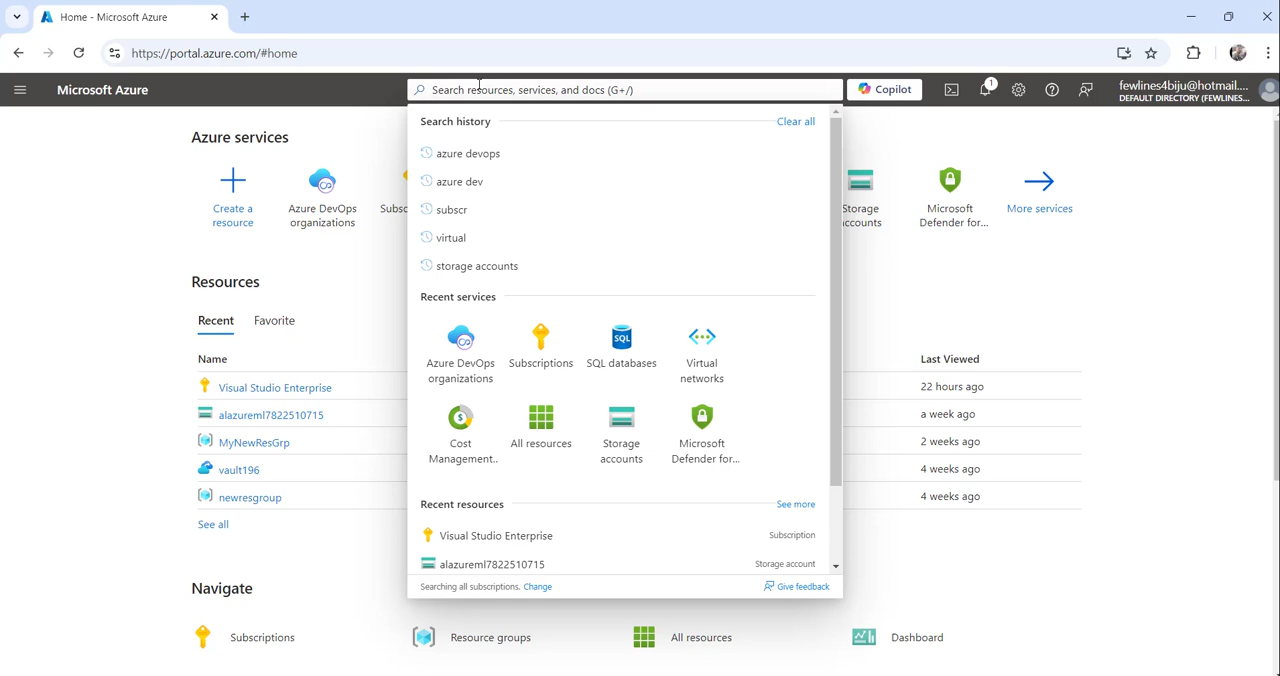 Home - Microsoft Azure
https://portal.azure.com/#home
Microsoft Azure
Search resources, services, and docs (G+/)
Copilot
1
fewlines4biju@hotmail....
DEFAULT DIRECTORY (FEWLINES...
Azure services
Create a
resource
Azure DevOps
organizations
Subsc
Storage
accounts
Microsoft
Defender for...
More services
Search history
Clear all
azure devops
azure dev
subscr
virtual
storage accounts
Recent services
Azure DevOps
organizations
Subscriptions
SQL databases
Virtual
networks
Cost
Management..
All resources
Storage
accounts
Microsoft
Defender for...
Recent resources
See more
Visual Studio Enterprise
Subscription
alazureml7822510715
Storage account
Searching all subscriptions. Change
Give feedback
Resources
Recent
Favorite
Name
Last Viewed
Visual Studio Enterprise
22 hours ago
alazureml7822510715
a week ago
MyNewResGrp
2 weeks ago
vault196
4 weeks ago
newresgroup
4 weeks ago
See all
Navigate
Subscriptions
Resource groups
All resources
Dashboard